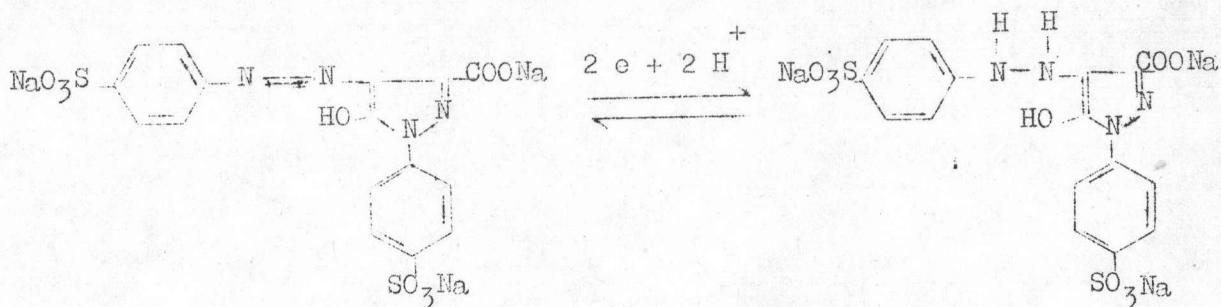 H H
NaO3S N N COONa 2 e + 2 H+ NaO3S N N COONa
HO N N HO N N
SO3Na SO3Na